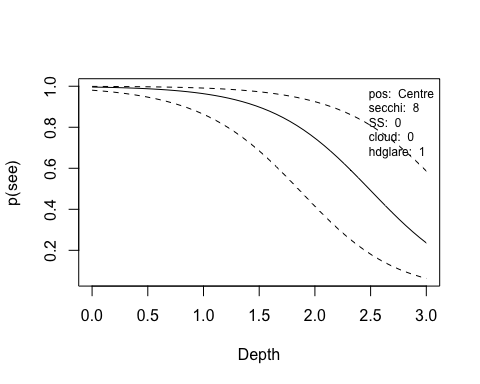 pos: Centre
secchi: 8
SS: 0
cloud: 0
hdglare: 1
p(see)
1.0
0.8
0.6
0.4
0.2
0.0 0.5 1.0 1.5 2.0 2.5 3.0
Depth